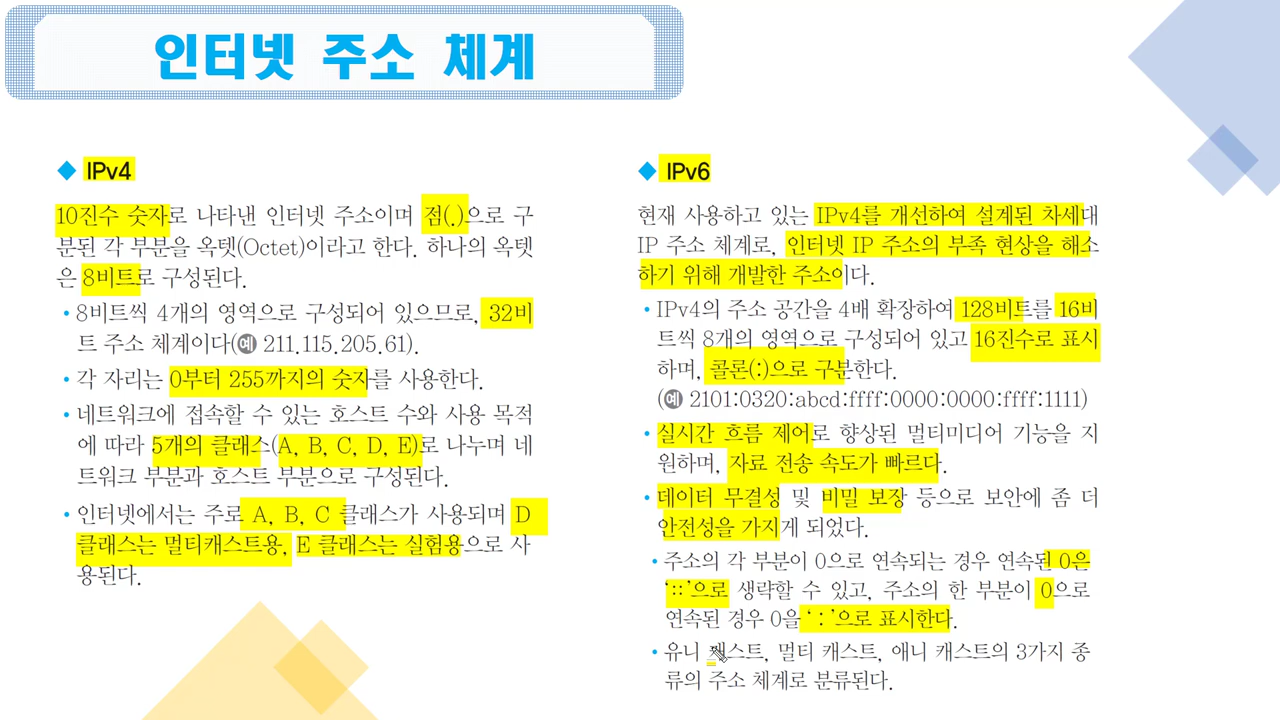 인터넷 주소 체계
◆ IPv4
10진수 숫자로 나타낸 인터넷 주소이며 점(.)으로 구
분된 각 부분을 옥텟(Octet)이라고 한다. 하나의 옥텟
은 8비트로 구성된다.
• 8비트씩 4개의 영역으로 구성되어 있으므로, 32비
트 주소 체계이다(예 211.115.205.61).
• 각 자리는 0부터 255까지의 숫자를 사용한다.
• 네트워크에 접속할 수 있는 호스트 수와 사용 목적
에 따라 5개의 클래스(A, B, C, D, E)로 나누며 네
트워크 부분과 호스트 부분으로 구성된다.
• 인터넷에서는 주로 A, B, C 클래스가 사용되며 D
클래스는 멀티캐스트용, E 클래스는 실험용으로 사
용된다.
◆ IPv6
현재 사용하고 있는 IPv4를 개선하여 설계된 차세대
IP 주소 체계로, 인터넷 IP 주소의 부족 현상을 해소
하기 위해 개발한 주소이다.
• IPv4의 주소 공간을 4배 확장하여 128비트를 16비
트씩 8개의 영역으로 구성되어 있고 16진수로 표시
하며, 콜론(:)으로 구분한다.
(예 2101:0320:abcd:ffff:0000:0000:ffff:1111)
• 실시간 흐름 제어로 향상된 멀티미디어 기능을 지
원하며, 자료 전송 속도가 빠르다.
• 데이터 무결성 및 비밀 보장 등으로 보안에 좀 더
안전성을 가지게 되었다.
• 주소의 각 부분이 0으로 연속되는 경우 연속된 0은
‘::’으로 생략할 수 있고, 주소의 한 부분이 0으로
연속된 경우 0을 ‘:’으로 표시한다.
• 유니 캐스트, 멀티 캐스트, 애니 캐스트의 3가지 종
류의 주소 체계로 분류된다.